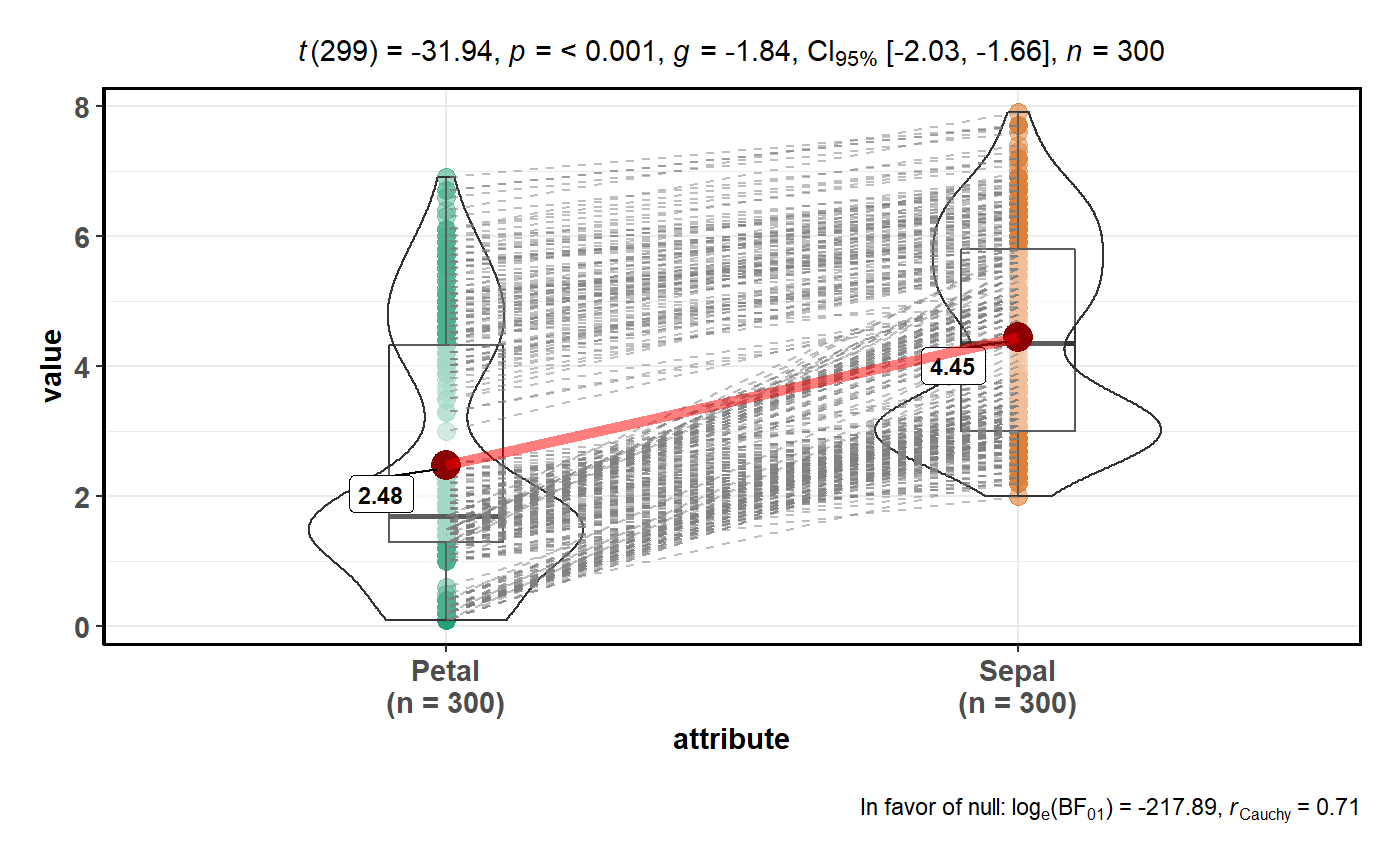 t(299) = -31.94, p = < 0.001, g = -1.84, CI95% [-2.03, -1.66], n = 300
8
6
4
2
0
value
2.48
4.45
Petal
(n = 300)
Sepal
(n = 300)
attribute
In favor of null: loge(BF01) = -217.89, rCauchy = 0.71